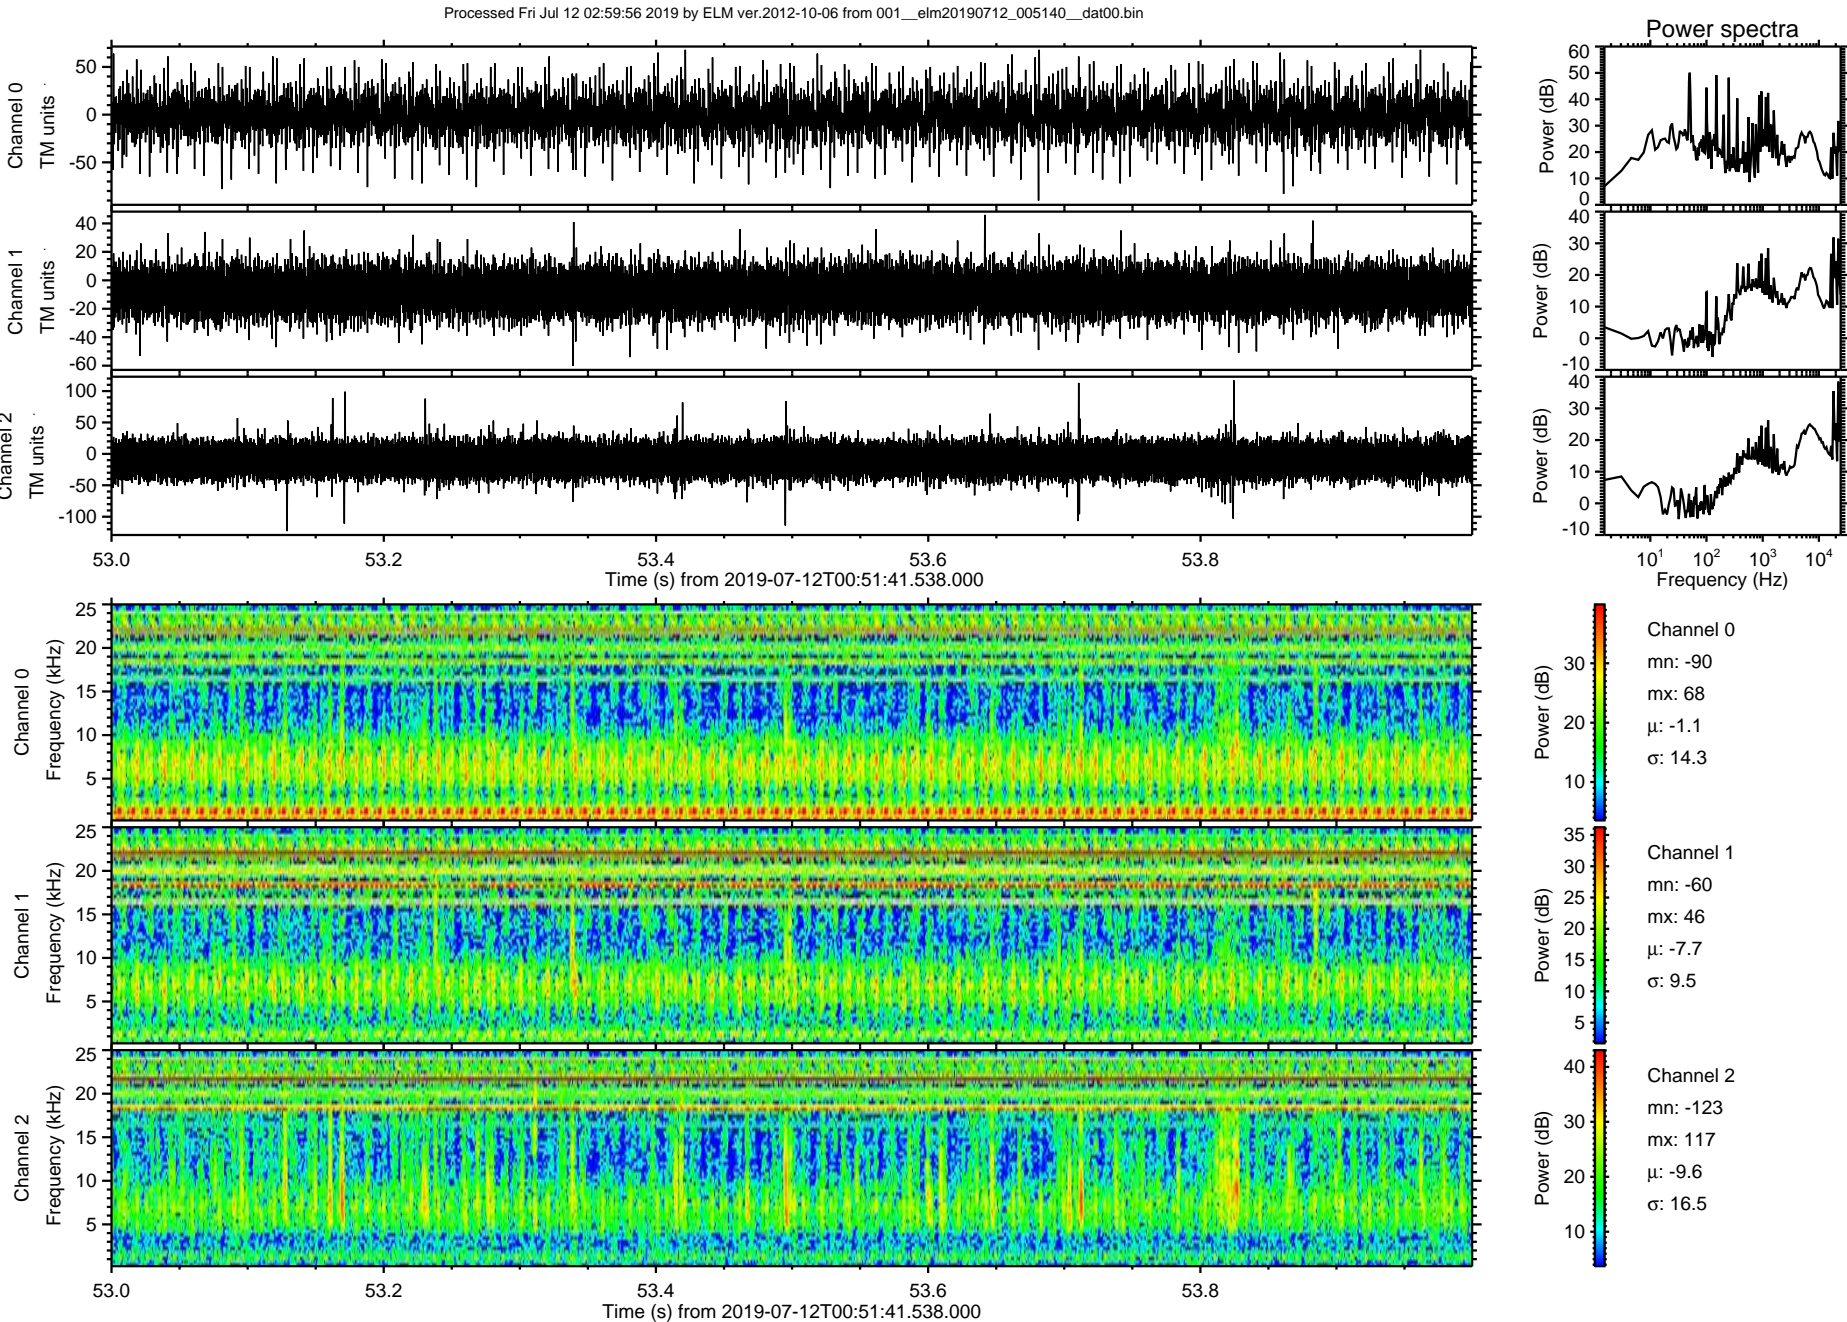 Processed Fri Jul 12 02:59:56 2019 by ELM ver.2012-10-06 from 001__elm20190712_005140__dat00.bin
Power spectra
Channel 0
TM units
50
0
-50
Power (dB)
60
50
40
30
20
10
0
Channel 1
TM units
40
20
0
-20
-40
-60
Power (dB)
40
30
20
10
0
-10
Channel 2
TM units
100
50
0
-50
-100
Power (dB)
40
30
20
10
0
-10
53.0 53.2 53.4 53.6 53.8
Time (s) from 2019-07-12T00:51:41.538.000
10^1 10^2 10^3 10^4
Frequency (Hz)
Channel 0
Frequency (kHz)
25
20
15
10
5
Power (dB)
30
20
10
Channel 0
mn: -90
mx: 68
μ: -1.1
σ: 14.3
Channel 1
Frequency (kHz)
25
20
15
10
5
Power (dB)
35
30
25
20
15
10
5
Channel 1
mn: -60
mx: 46
μ: -7.7
σ: 9.5
Channel 2
Frequency (kHz)
25
20
15
10
5
Power (dB)
40
30
20
10
Channel 2
mn: -123
mx: 117
μ: -9.6
σ: 16.5
53.0 53.2 53.4 53.6 53.8
Time (s) from 2019-07-12T00:51:41.538.000